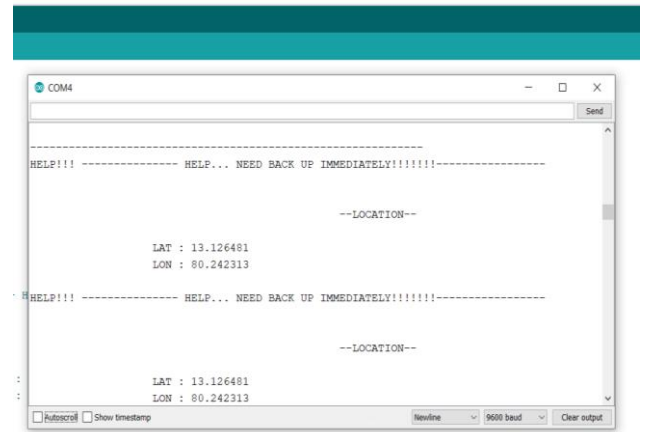 COM4
Send
----------------------------------------------------------------
HELP!!! --------------- HELP... NEED BACK UP IMMEDIATELY!!!!!!!-----------------
--LOCATION--
LAT : 13.126481
LON : 80.242313
HELP!!! --------------- HELP... NEED BACK UP IMMEDIATELY!!!!!!!-----------------
--LOCATION--
LAT : 13.126481
LON : 80.242313
Autoscroll Show timestamp Newline 9600 baud Clear output